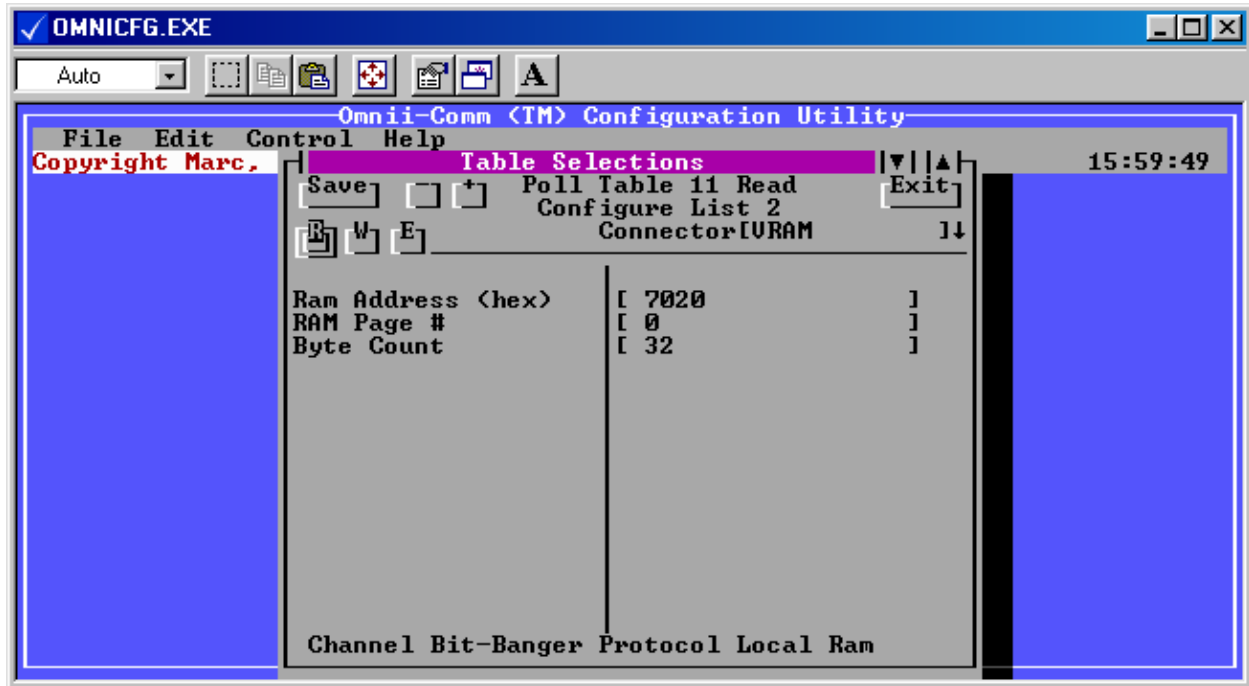 OMNICFG.EXE
Auto
A
Omnii-Comm (TM) Configuration Utility
File Edit Control Help
Copyright Marc, Table Selections 15:59:49
Save - + Poll Table 11 Read Exit
Configure List 2
R W E Connector[VRAM ]↓
Ram Address (hex) [ 7020 ]
RAM Page # [ 0 ]
Byte Count [ 32 ]
Channel Bit-Banger Protocol Local Ram